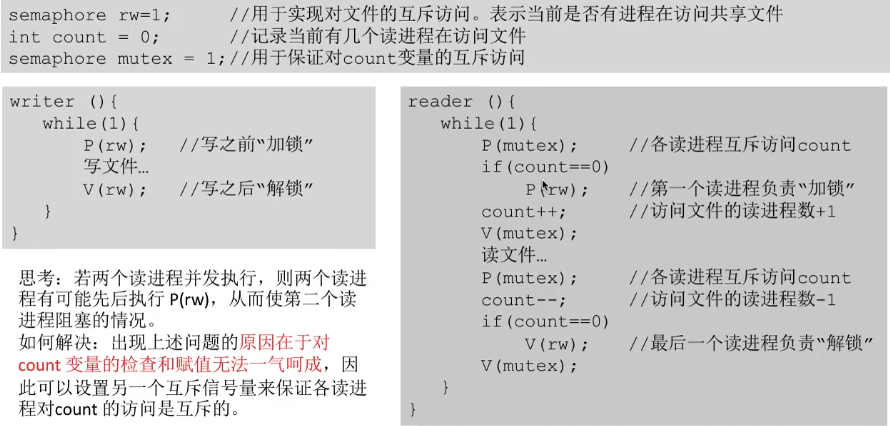 semaphore rw=1; //用于实现对文件的互斥访问。表示当前是否有进程在访问共享文件
int count = 0; //记录当前有几个读进程在访问文件
semaphore mutex = 1;//用于保证对count变量的互斥访问
writer (){
while(1){
P(rw); //写之前“加锁”
写文件…
V(rw); //写之后“解锁”
}
}
思考：若两个读进程并发执行，则两个读进
程有可能先后执行 P(rw)，从而使第二个读
进程阻塞的情况。
如何解决：出现上述问题的原因在于对
count 变量的检查和赋值无法一气呵成，因
此可以设置另一个互斥信号量来保证各读进
程对count 的访问是互斥的。
reader (){
while(1){
P(mutex); //各读进程互斥访问count
if(count==0)
P(rw); //第一个读进程负责“加锁”
count++; //访问文件的读进程数+1
V(mutex);
读文件…
P(mutex); //各读进程互斥访问count
count--; //访问文件的读进程数-1
if(count==0)
V(rw); //最后一个读进程负责“解锁”
V(mutex);
}
}